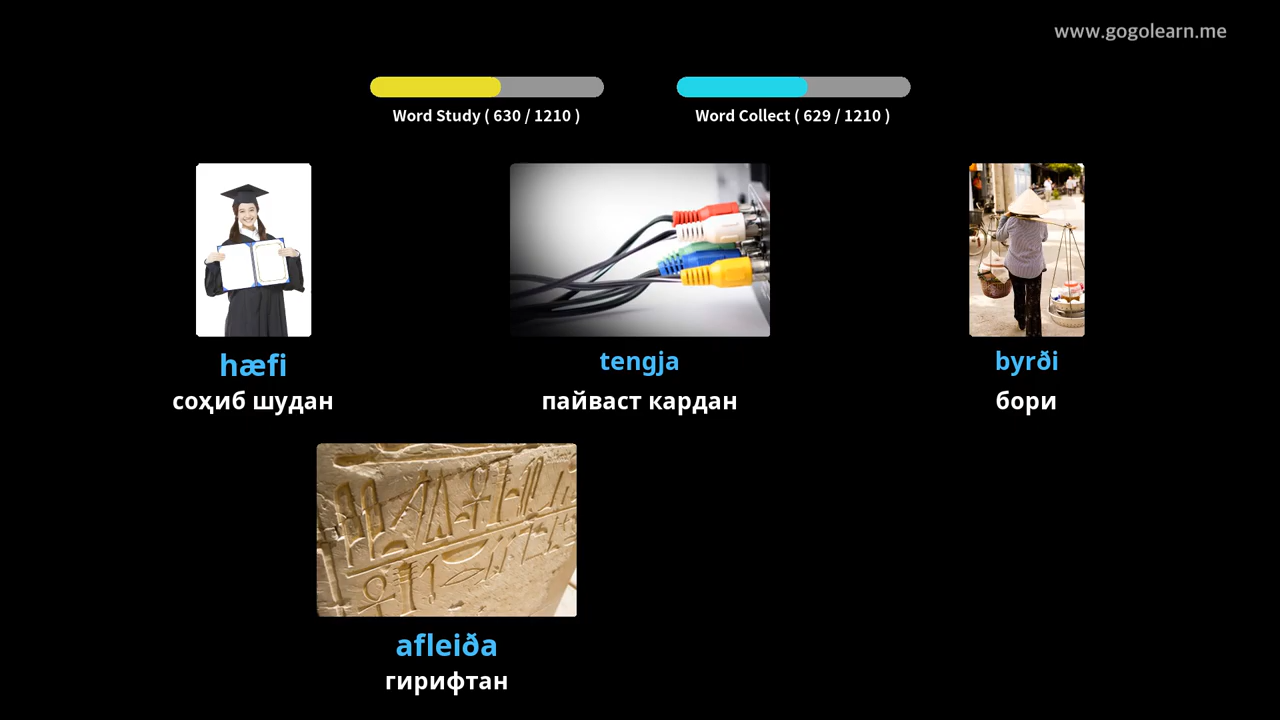 www.gogolearn.me
Word Study ( 630 / 1210 )
Word Collect ( 629 / 1210 )
hæfi
соҳиб шудан
tengja
пайваст кардан
byrði
бори
afleiða
гирифтан